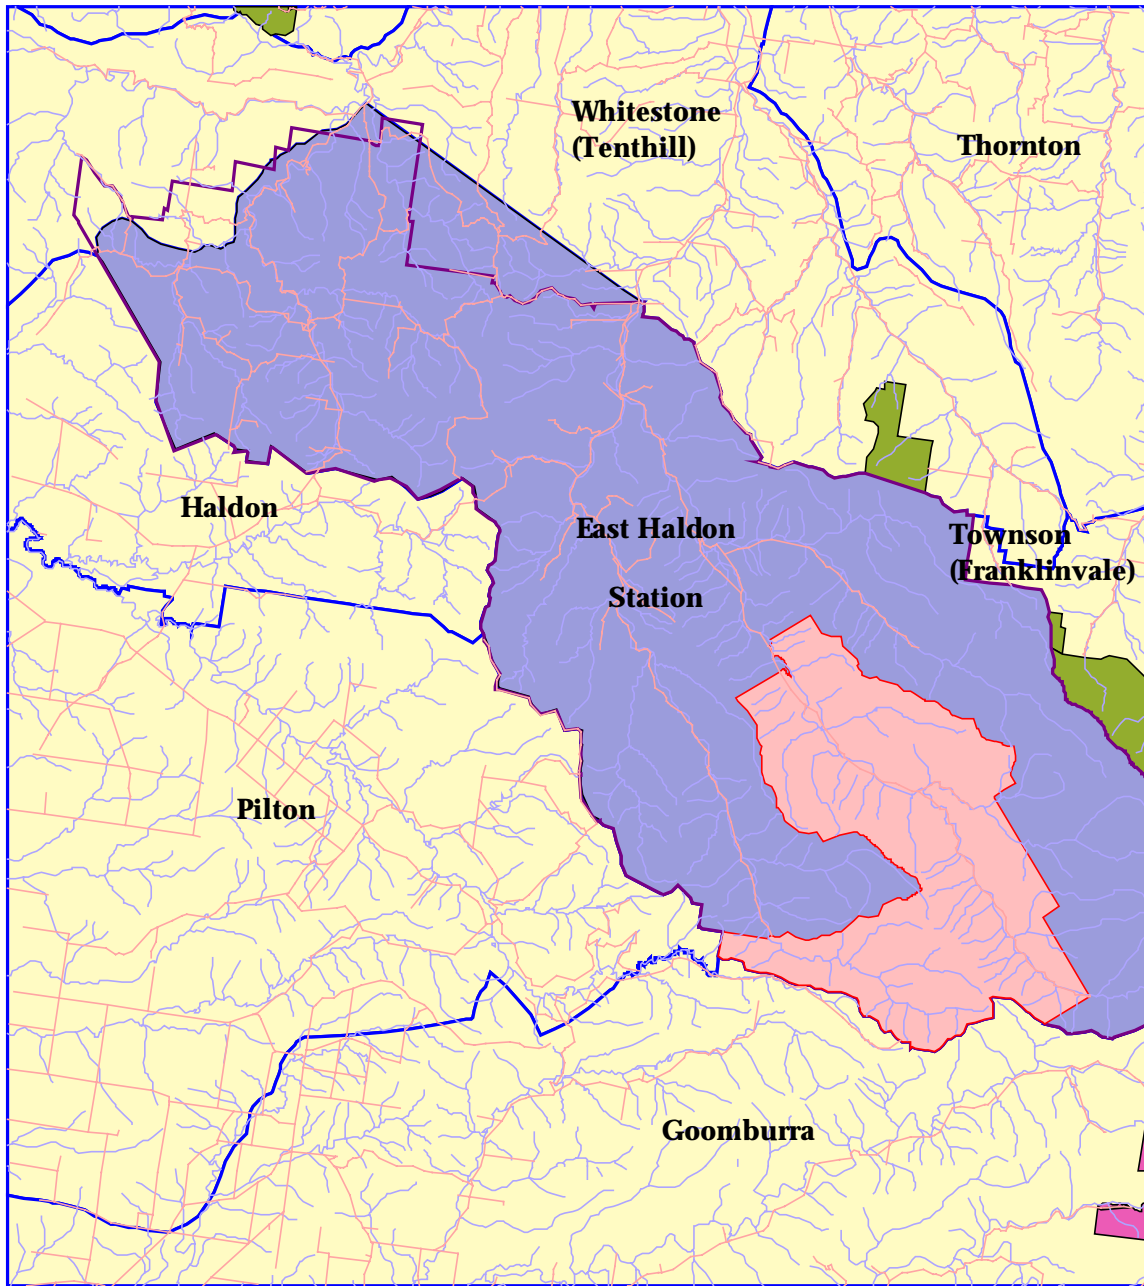 Whitestone
(Tenthill)
Thornton
Haldon
East Haldon
Station
Townson
(Franklinvale)
Pilton
Goomburra